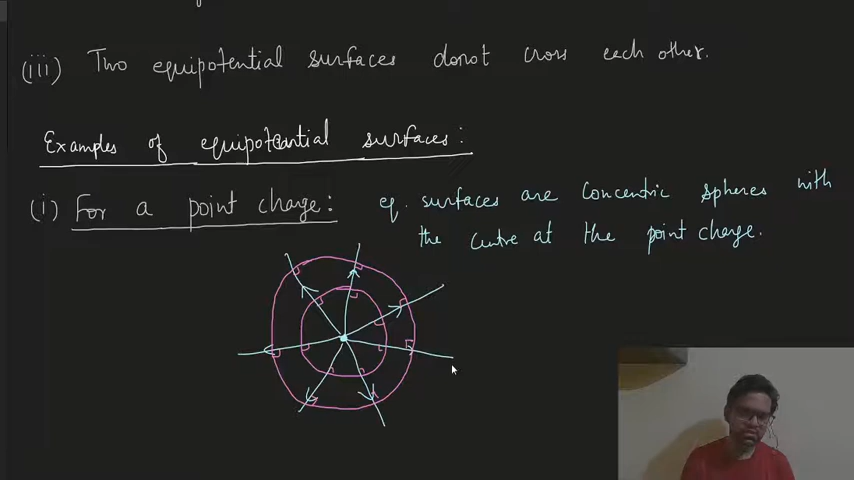 (iii) Two equipotential surfaces donot cross each other.
Examples of equipotential surfaces:
(i) For a point charge: eq. surfaces are concentric spheres with
the centre at the point charge.